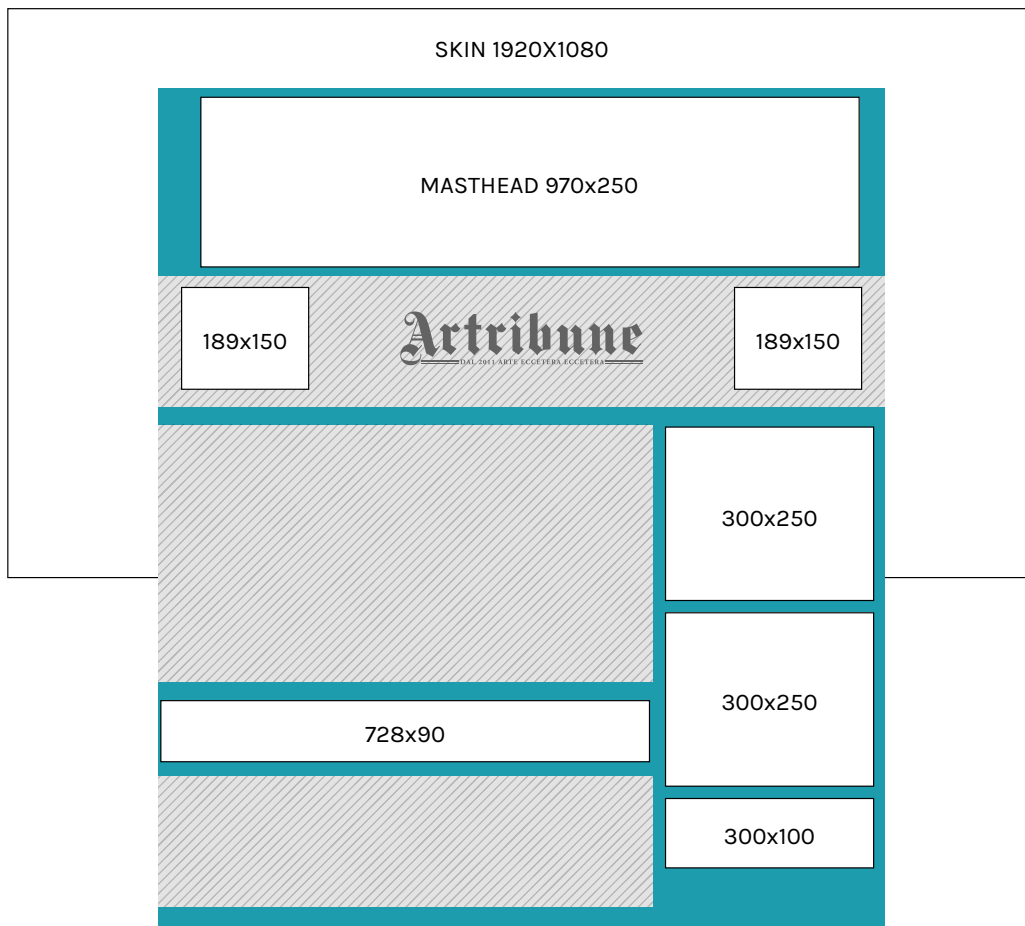 SKIN 1920X1080
MASTHEAD 970x250
189x150
Artribune
DAL 2011 ARTE ECCETERA ECCETERA
189x150
300x250
300x250
728x90
300x100